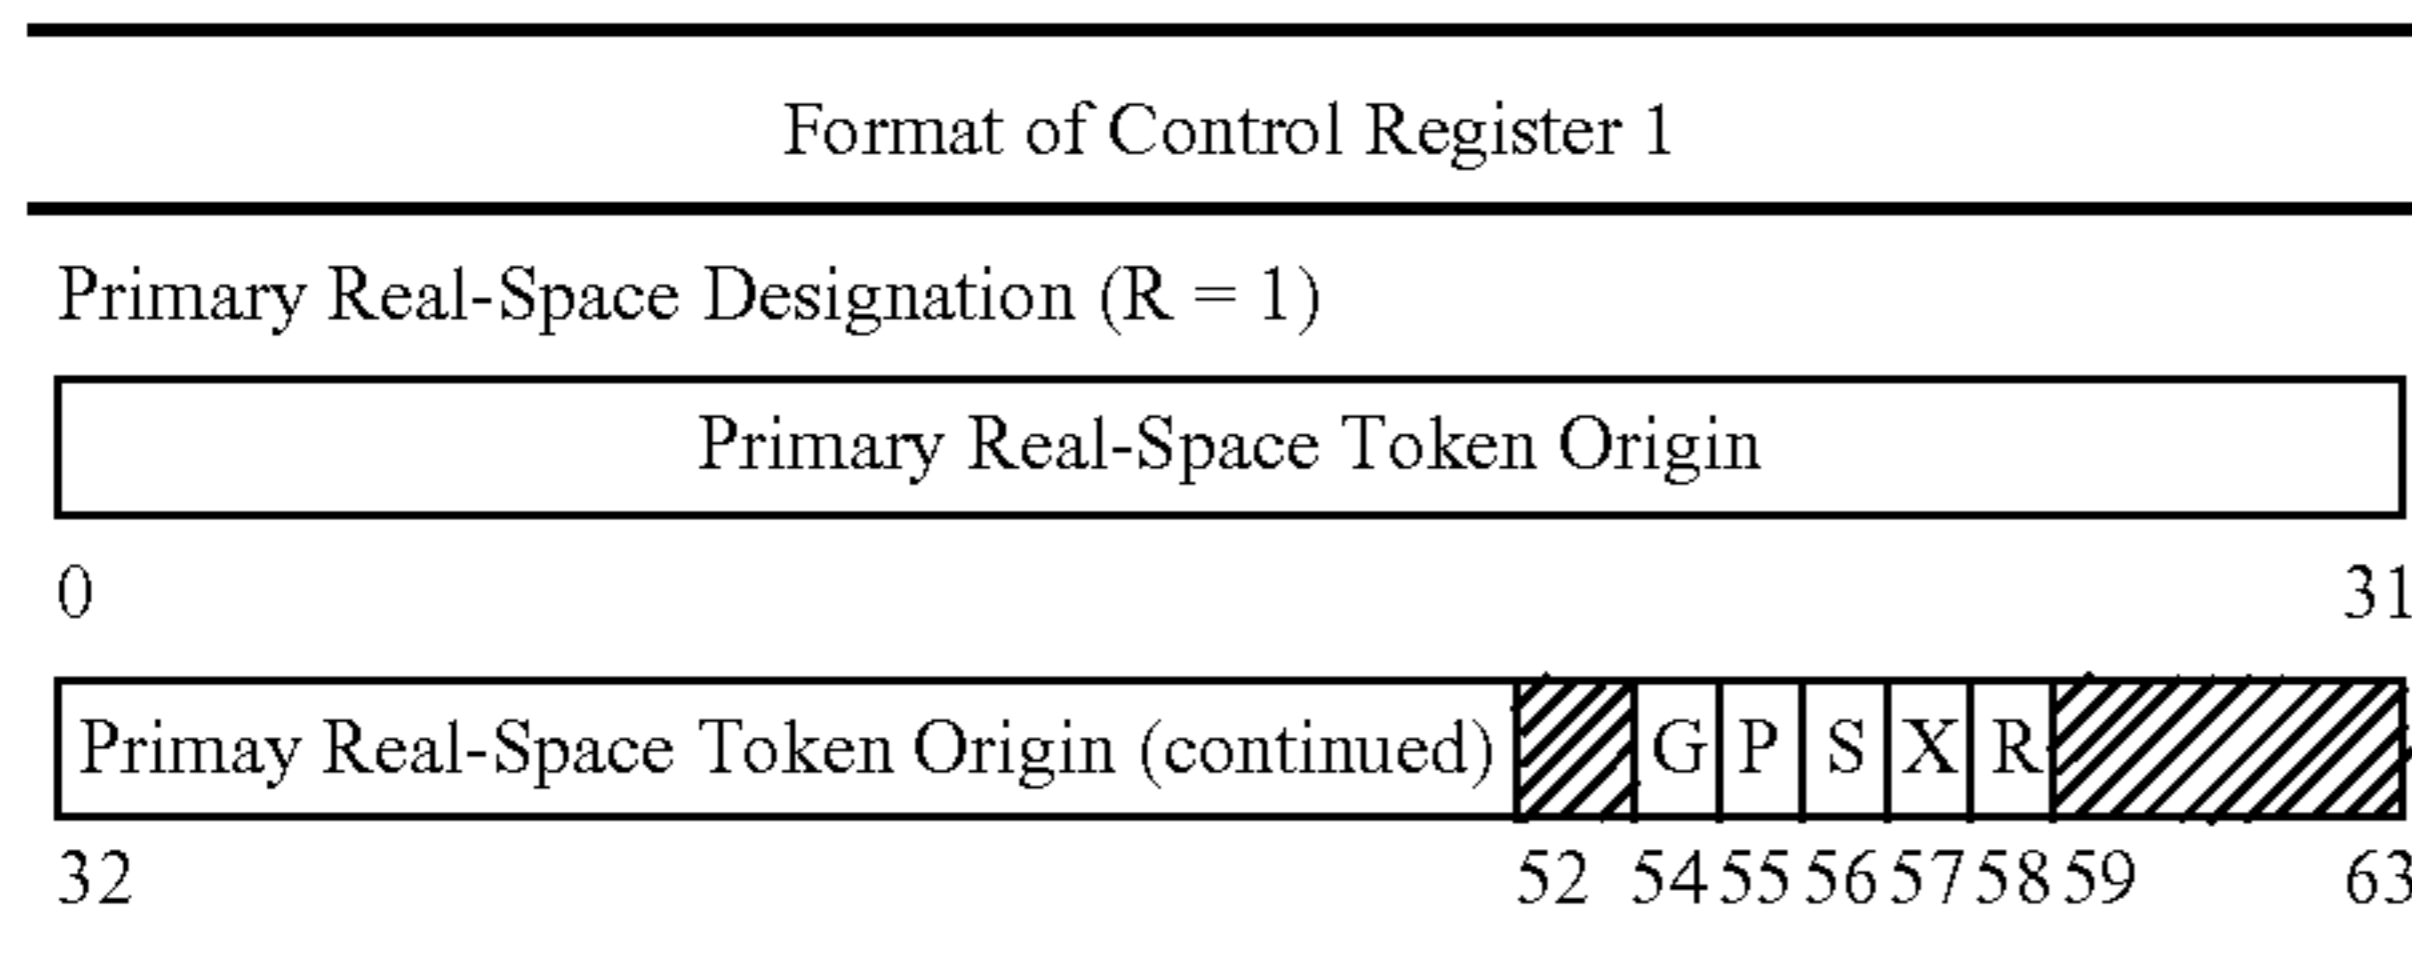 Format of Control Register 1
Primary Real-Space Designation (R = 1)
Primary Real-Space Token Origin
0 31
Primay Real-Space Token Origin (continued) G P S X R
32 52 54 55 56 57 58 59 63